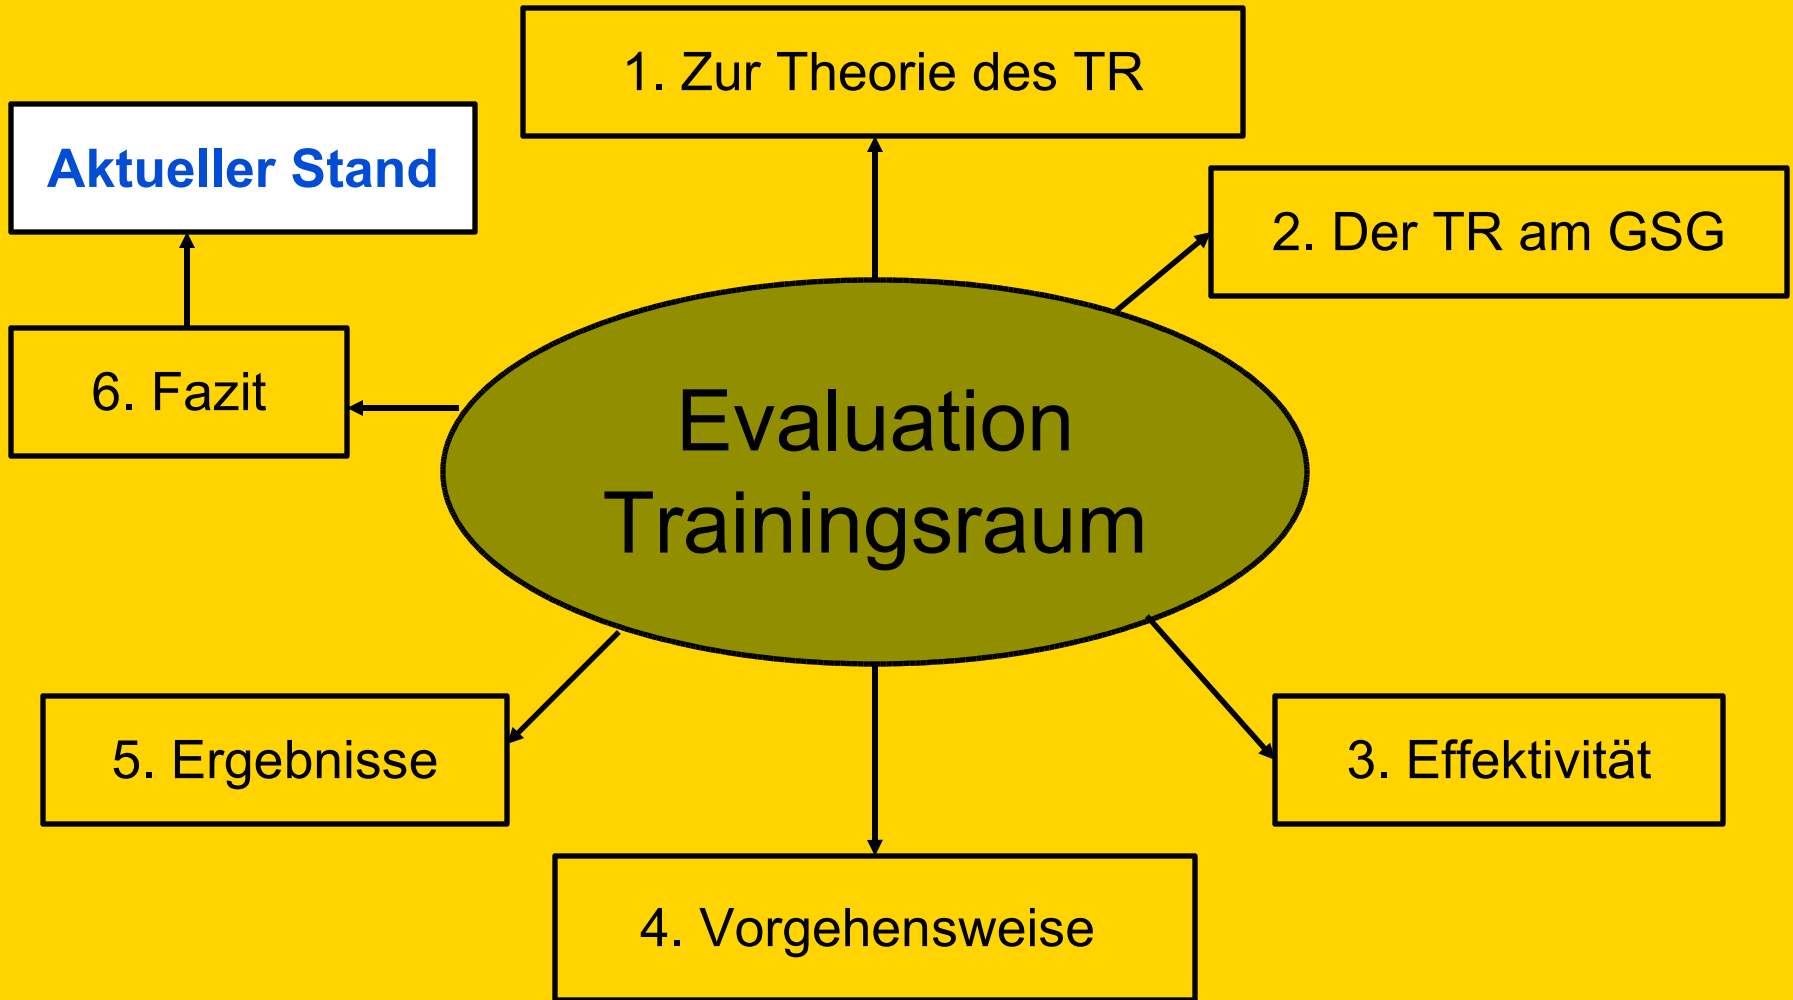 1. Zur Theorie des TR
Aktueller Stand
2. Der TR am GSG
6. Fazit
Evaluation
Trainingsraum
5. Ergebnisse
3. Effektivität
4. Vorgehensweise